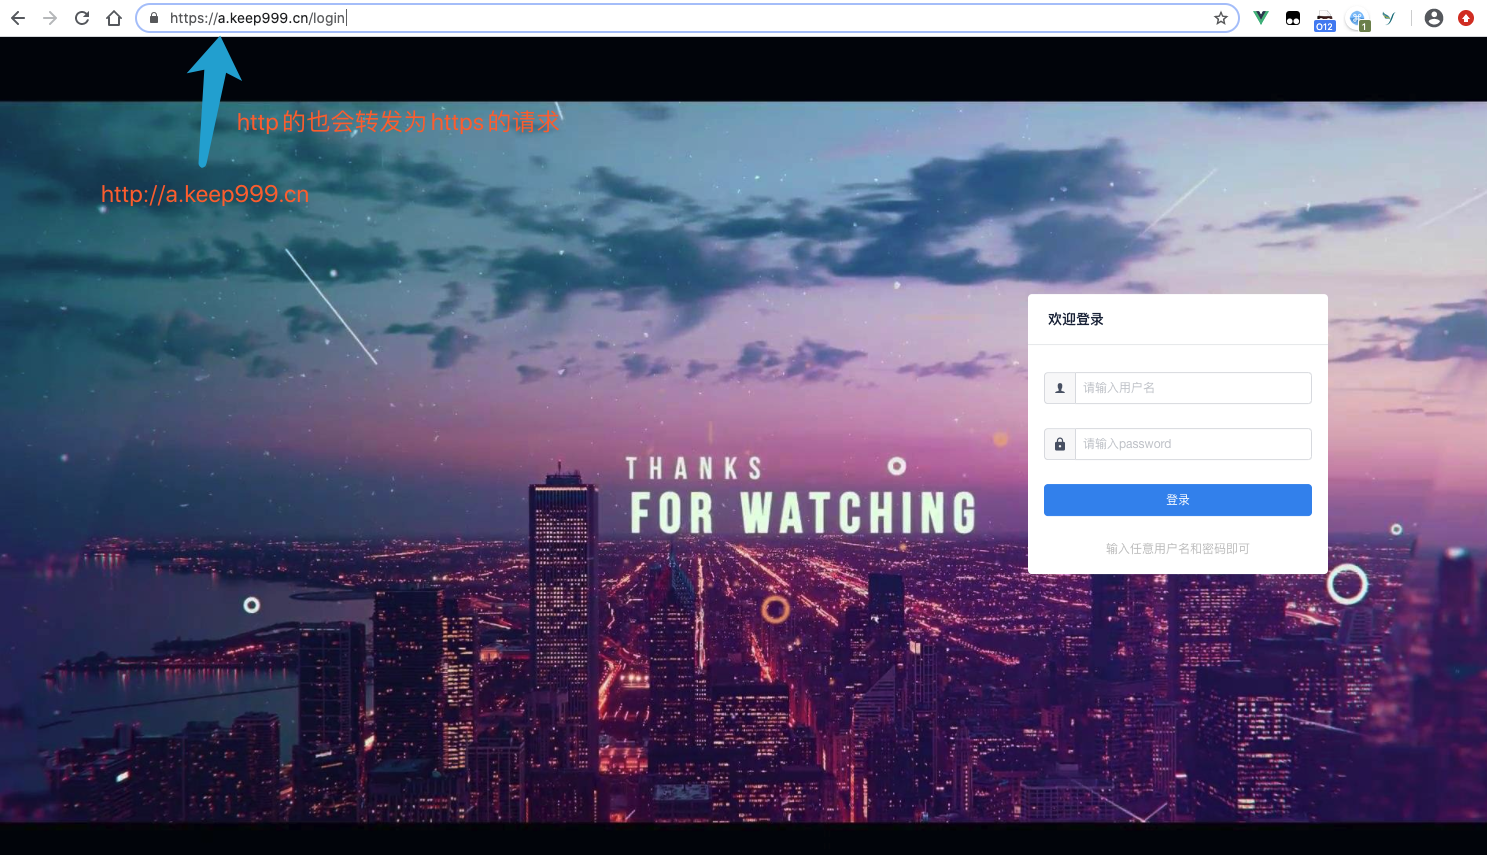 https://a.keep999.cn/login
012
1
http的也会转发为https的请求
http://a.keep999.cn
欢迎登录
请输入用户名
请输入password
登录
输入任意用户名和密码即可
THANKS
FOR WATCHING